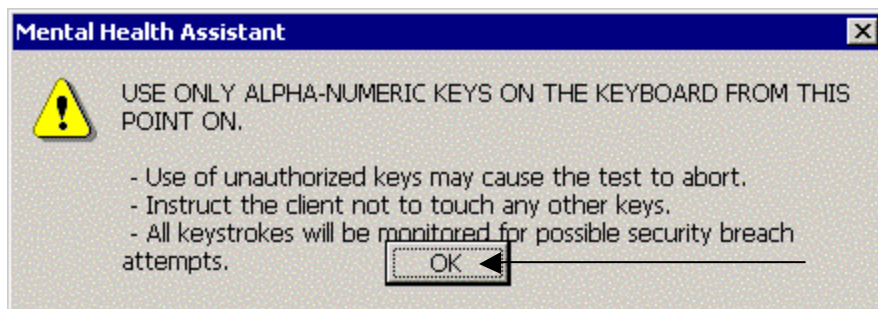 Mental Health Assistant
USE ONLY ALPHA-NUMERIC KEYS ON THE KEYBOARD FROM THIS
POINT ON.
- Use of unauthorized keys may cause the test to abort.
- Instruct the client not to touch any other keys.
- All keystrokes will be monitored for possible security breach
attempts.
OK